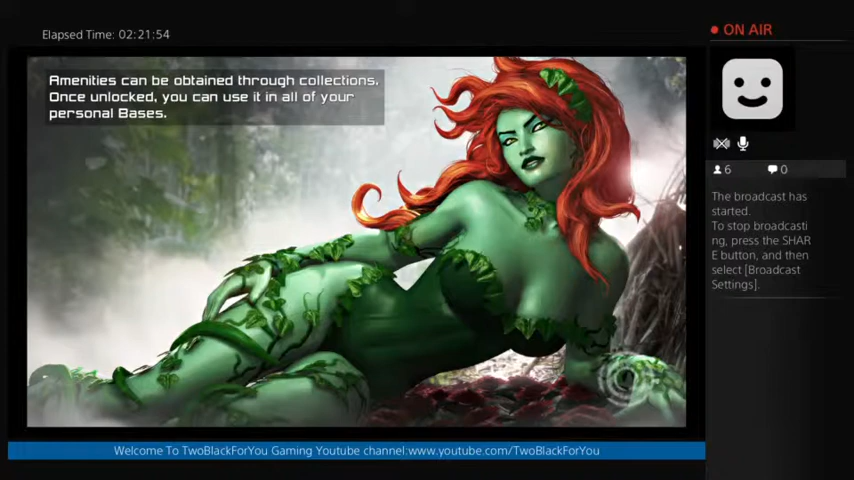 Elapsed Time: 02:21:54
ON AIR
Amenities can be obtained through collections.
Once unlocked, you can use it in all of your
personal Bases.
6
0
The broadcast has
started.
To stop broadcasti
ng, press the SHAR
E button, and then
select [Broadcast
Settings].
Welcome To TwoBlackForYou Gaming Youtube channel:www.youtube.com/TwoBlackForYou